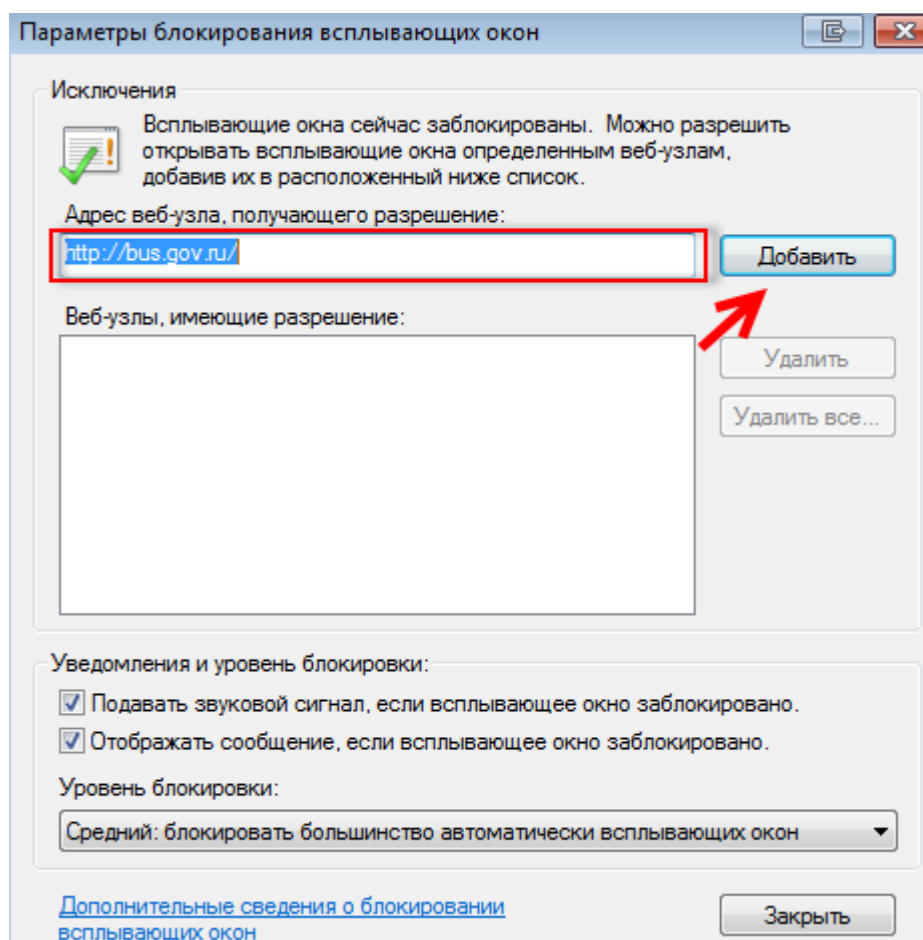 Параметры блокирования всплывающих окон
Исключения
Всплывающие окна сейчас заблокированы. Можно разрешить
открывать всплывающие окна определенным веб-узлам,
добавив их в расположенный ниже список.
Адрес веб-узла, получающего разрешение:
http://bus.gov.ru/
Добавить
Веб-узлы, имеющие разрешение:
Удалить
Удалить все...
Уведомления и уровень блокировки:
Подавать звуковой сигнал, если всплывающее окно заблокировано.
Отображать сообщение, если всплывающее окно заблокировано.
Уровень блокировки:
Средний: блокировать большинство автоматически всплывающих окон
Дополнительные сведения о блокировании
всплывающих окон
Закрыть